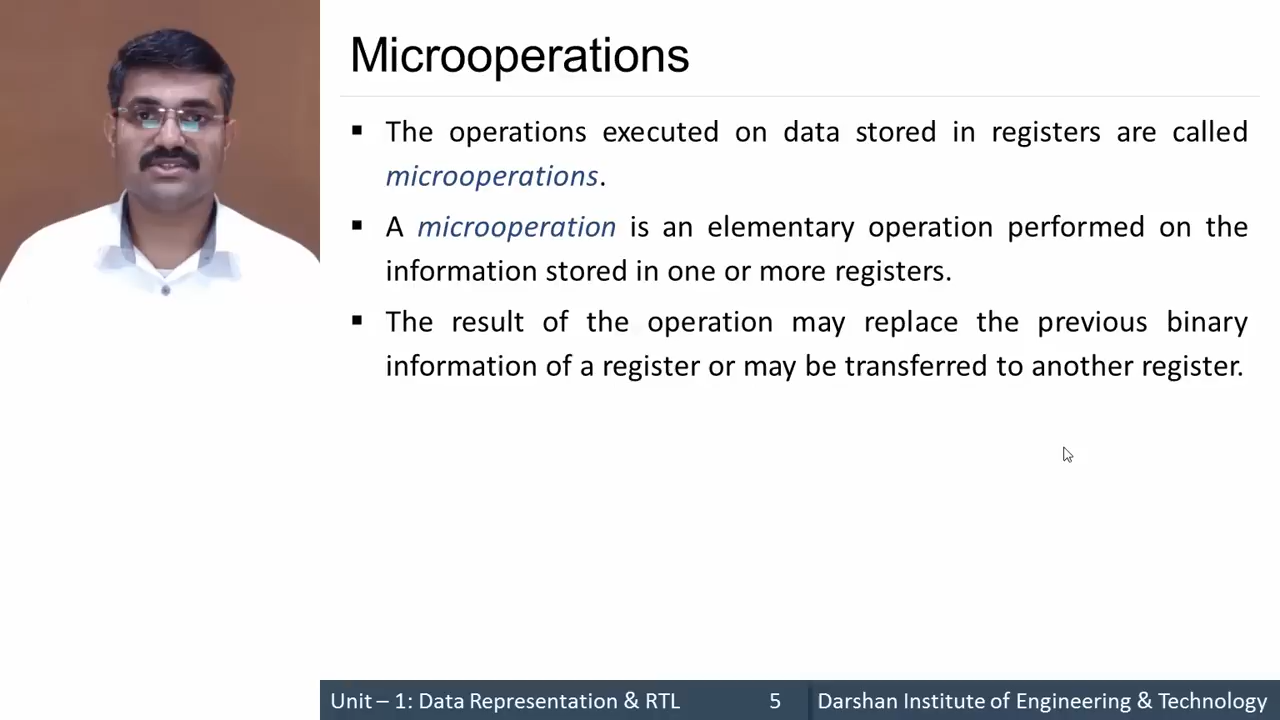 Microoperations
▪ The operations executed on data stored in registers are called
microoperations.
▪ A microoperation is an elementary operation performed on the
information stored in one or more registers.
▪ The result of the operation may replace the previous binary
information of a register or may be transferred to another register.
Unit – 1: Data Representation & RTL 5 Darshan Institute of Engineering & Technology